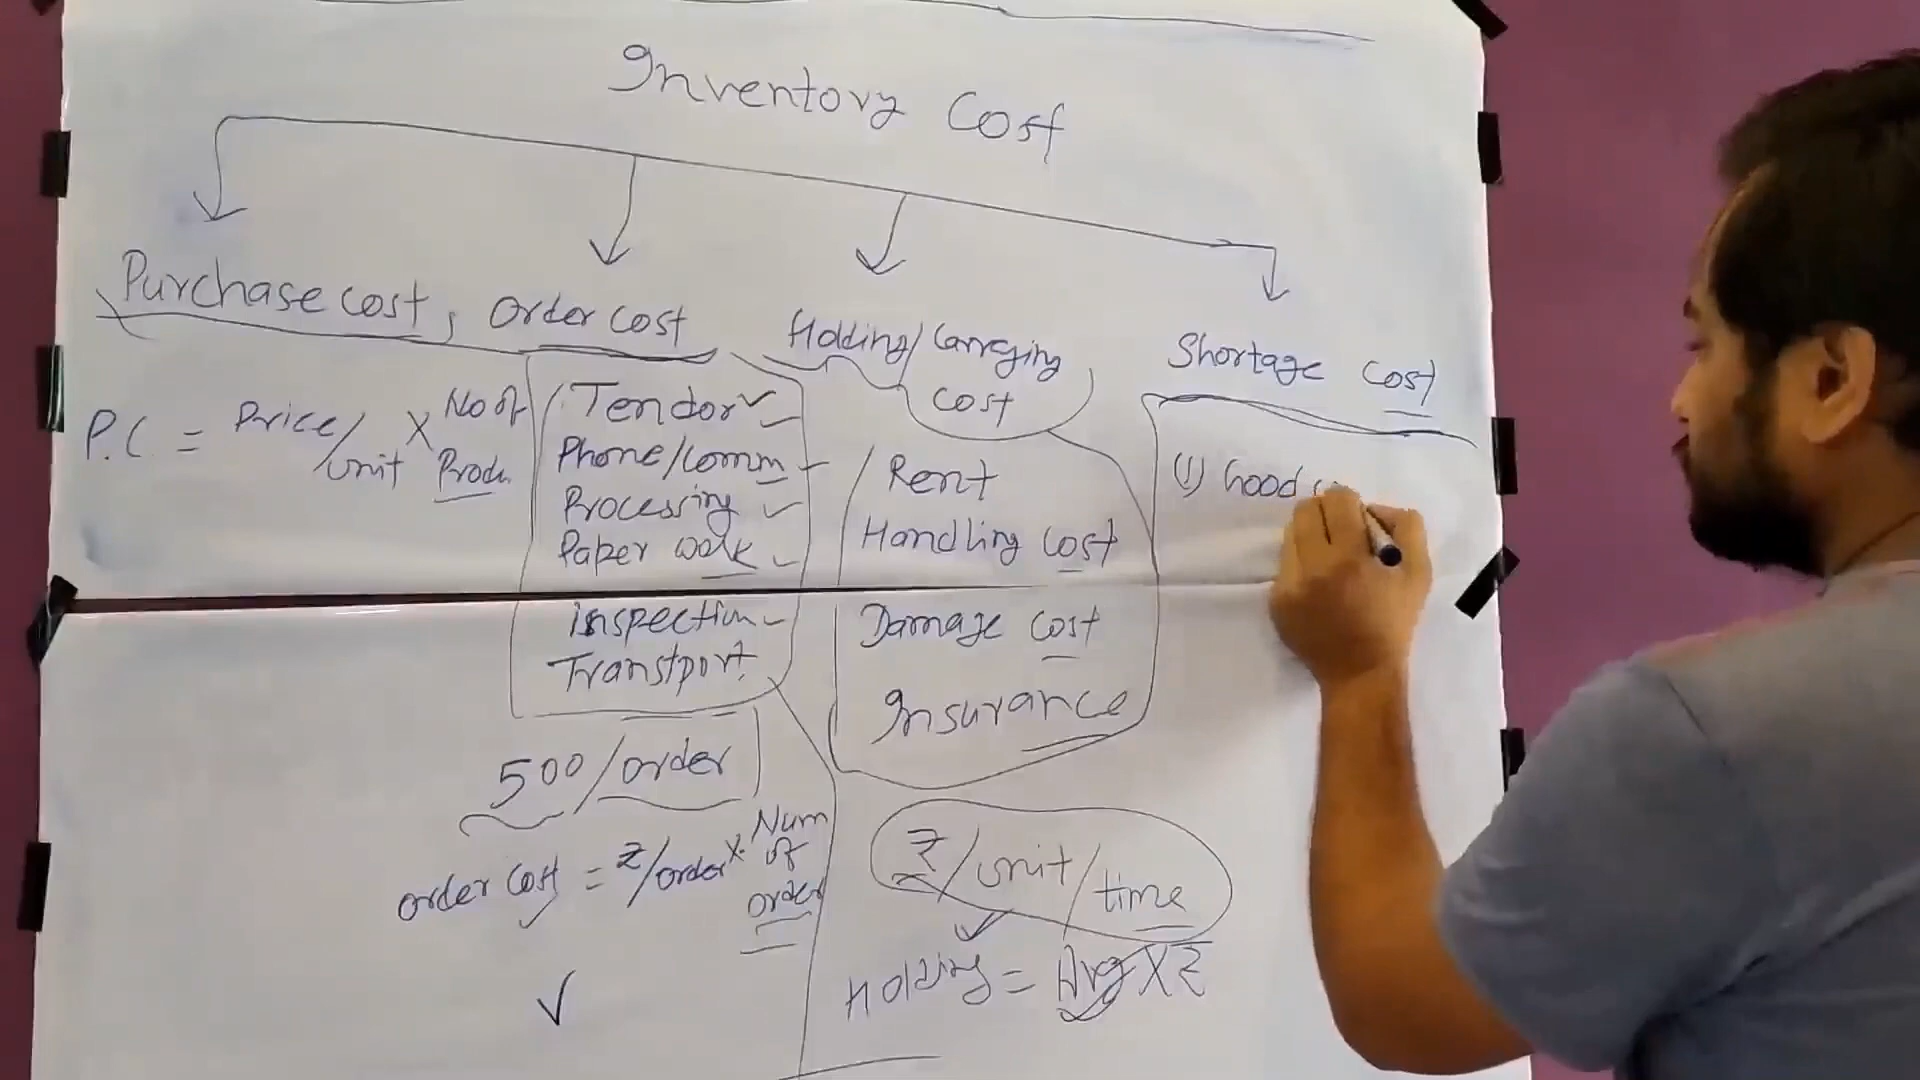 Inventory Cost
Purchase cost, order cost
Holding/Carreging
cost
Shortage cost
P.C = Price/unit X No of Produ
Tendor
Phone/comm
Processing
Paper work
inspection
Transtport
500/order
order cost = ₹/order X Num of order
Rent
Handling cost
Damage cost
Insurance
₹/unit/time
Holding = Avg X ₹
(1) Good